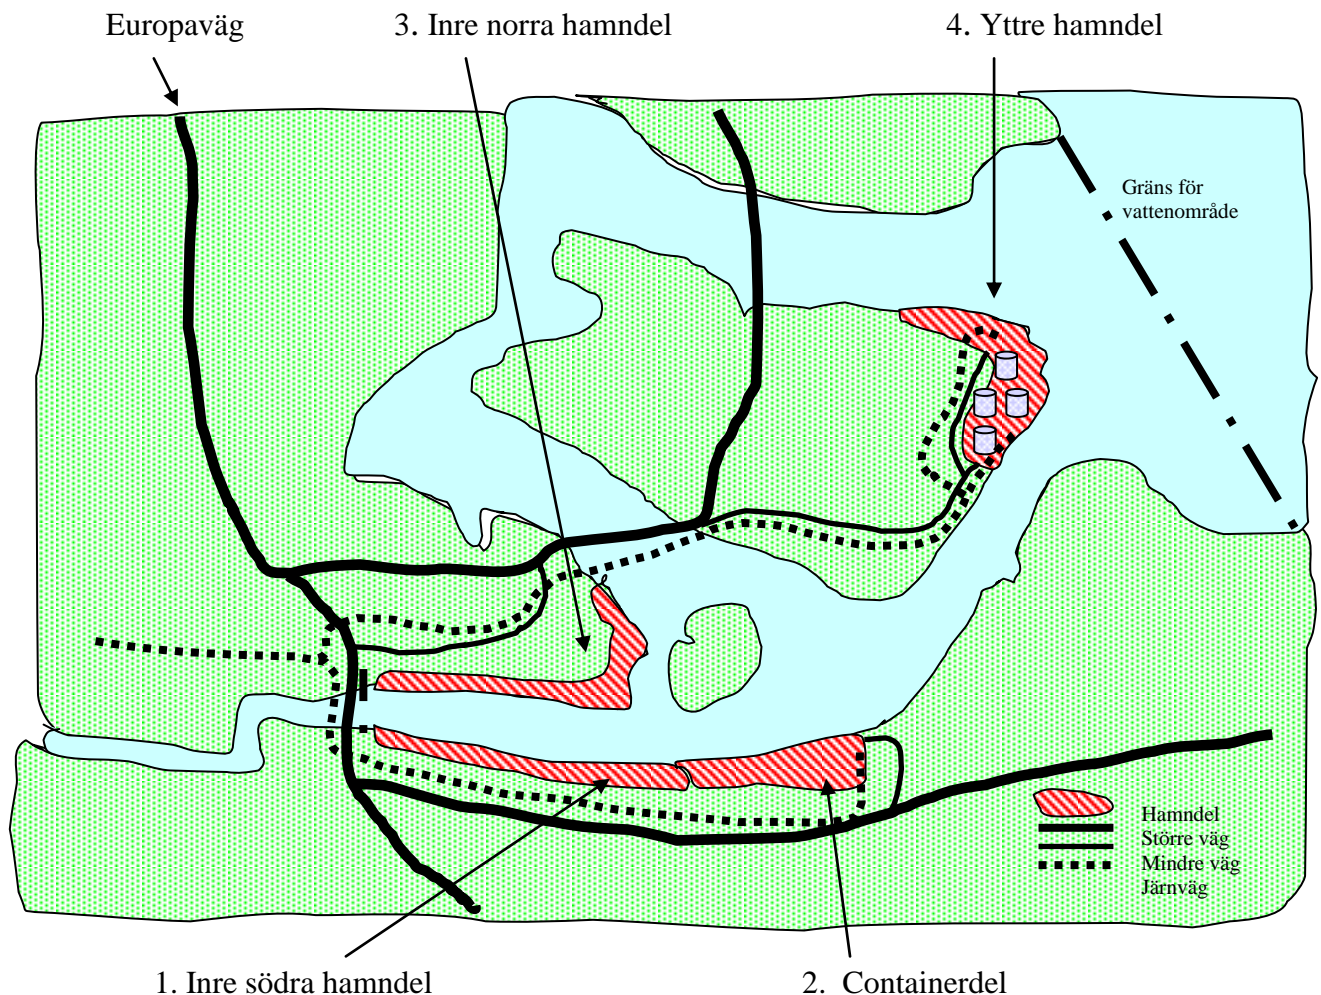 Europaväg
3. Inre norra hamndel
4. Yttre hamndel
Gräns för
vattenområde
Hamndel
Större väg
Mindre väg
Järnväg
1. Inre södra hamndel
2. Containerdel